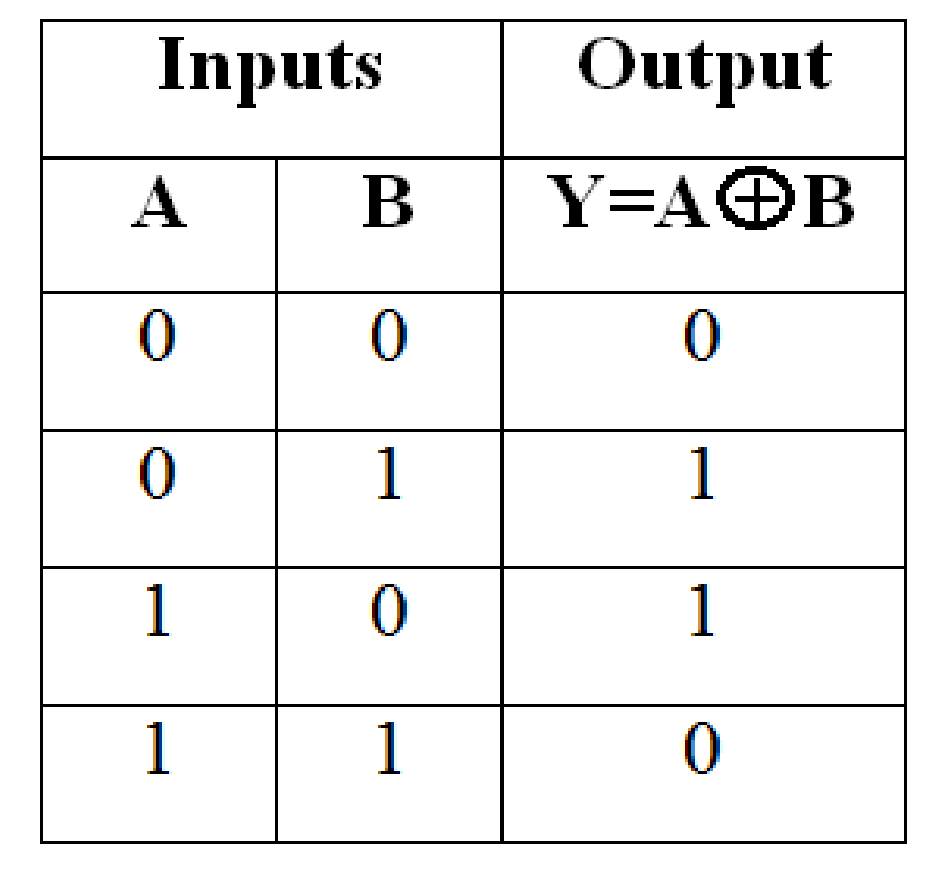 Inputs Output
A B Y=A⊕B
0 0 0
0 1 1
1 0 1
1 1 0